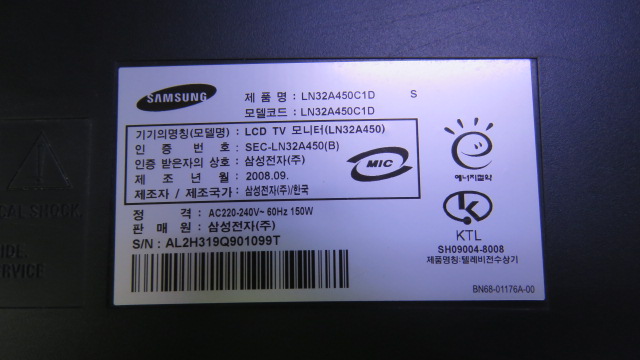 SAMSUNG
제 품 명 : LN32A450C1D S
모델코드 : LN32A450C1D
기기의명칭(모델명) : LCD TV 모니터(LN32A450)
인 증 번 호 : SEC-LN32A450(B)
인증 받은자의 상호 : 삼성전자(주)
제 조 년 월 : 2008.09.
제조자 / 제조국가 : 삼성전자(주)/한국
MIC
정 격 : AC220-240V~ 60Hz 150W
판 매 원 : 삼성전자(주)
S/N : AL2H319Q901099T
에너지절약
KTL
SH09004-8008
제품명칭:텔레비전수상기
BN68-01176A-00
CAL SHOCK
SERVICE